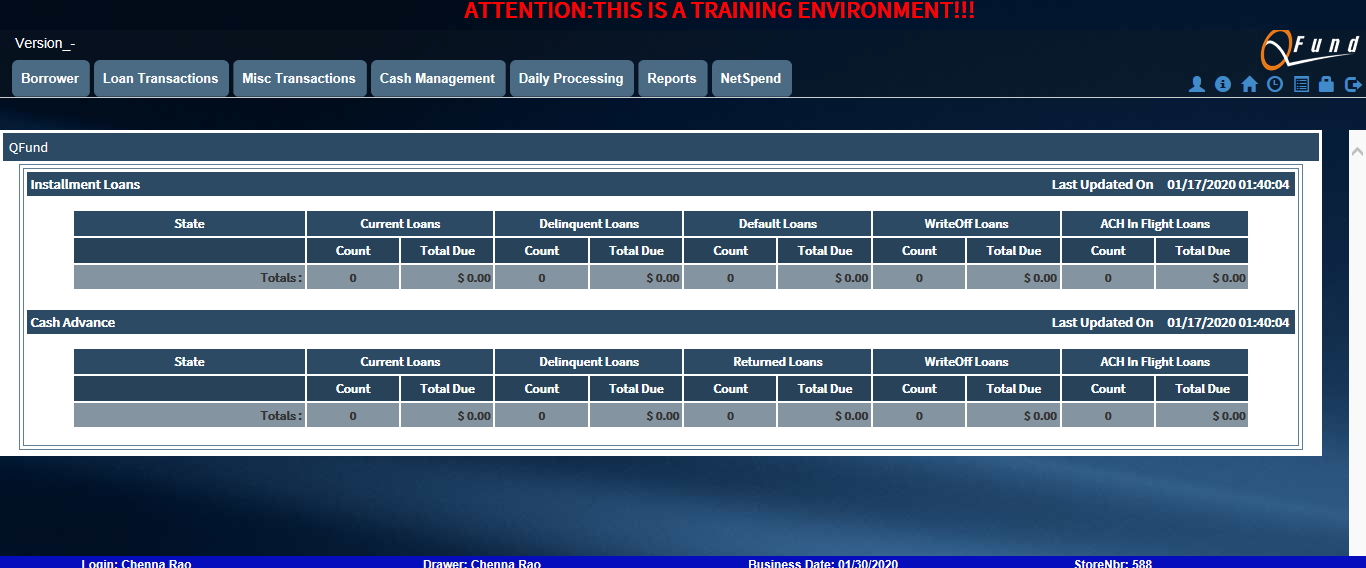 ATTENTION:THIS IS A TRAINING ENVIRONMENT!!!
Version_-
QFund
Borrower Loan Transactions Misc Transactions Cash Management Daily Processing Reports NetSpend
QFund
Installment Loans Last Updated On 01/17/2020 01:40:04
State Current Loans Delinquent Loans Default Loans WriteOff Loans ACH In Flight Loans
Count Total Due Count Total Due Count Total Due Count Total Due Count Total Due
Totals : 0 $ 0.00 0 $ 0.00 0 $ 0.00 0 $ 0.00 0 $ 0.00
Cash Advance Last Updated On 01/17/2020 01:40:04
State Current Loans Delinquent Loans Returned Loans WriteOff Loans ACH In Flight Loans
Count Total Due Count Total Due Count Total Due Count Total Due Count Total Due
Totals : 0 $ 0.00 0 $ 0.00 0 $ 0.00 0 $ 0.00 0 $ 0.00
Login: Chenna Rao Drawer: Chenna Rao Business Date: 01/30/2020 StoreNbr: 588